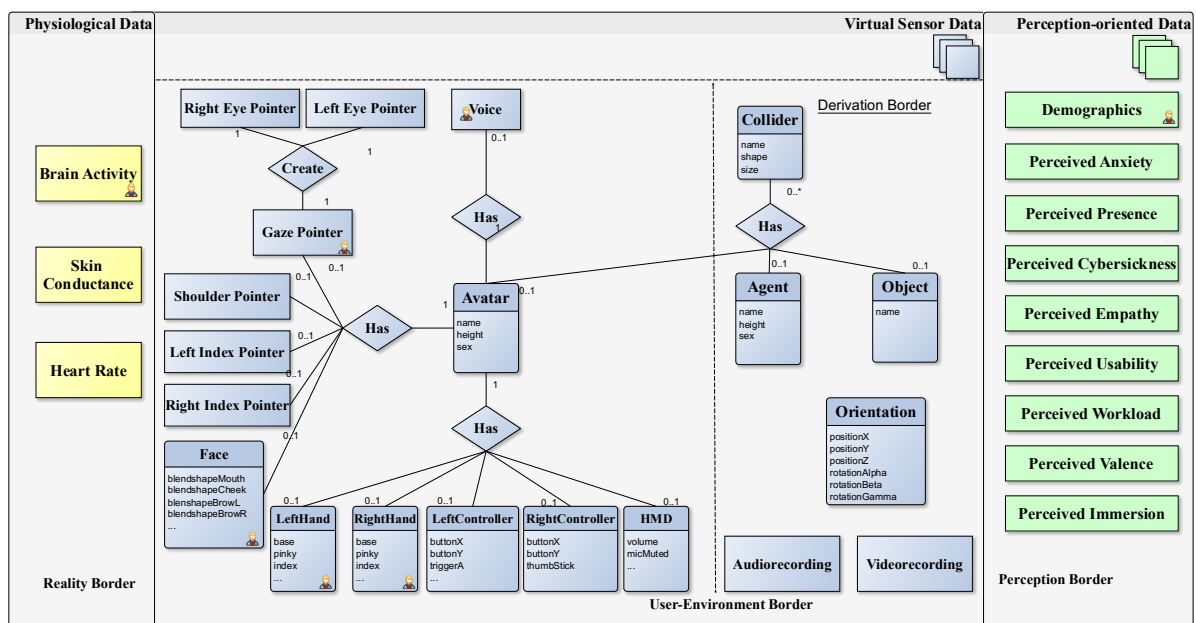 Physiological Data
Virtual Sensor Data
Perception-oriented Data
Brain Activity
Skin
Conductance
Heart Rate
Reality Border
Right Eye Pointer
Left Eye Pointer
1
1
Create
1
Gaze Pointer
0..1
0..1
Shoulder Pointer
0..1
Left Index Pointer
0..1
Right Index Pointer
0..1
Has
1
Face
blendshapeMouth
blendshapeCheek
blenshapeBrowL
blendshapeBrowR
...
Voice
0..1
Has
1
Avatar
name
height
sex
0..1
1
Has
0..1
0..1
0..1
0..1
0..1
LeftHand
base
pinky
index
...
RightHand
base
pinky
index
...
LeftController
buttonX
buttonY
triggerA
...
RightController
buttonX
buttonY
thumbStick
HMD
volume
micMuted
...
User-Environment Border
Derivation Border
Collider
name
shape
size
0..*
Has
0..1
0..1
Agent
name
height
sex
Object
name
Orientation
positionX
positionY
positionZ
rotationAlpha
rotationBeta
rotationGamma
Audiorecording
Videorecording
Demographics
Perceived Anxiety
Perceived Presence
Perceived Cybersickness
Perceived Empathy
Perceived Usability
Perceived Workload
Perceived Valence
Perceived Immersion
Perception Border